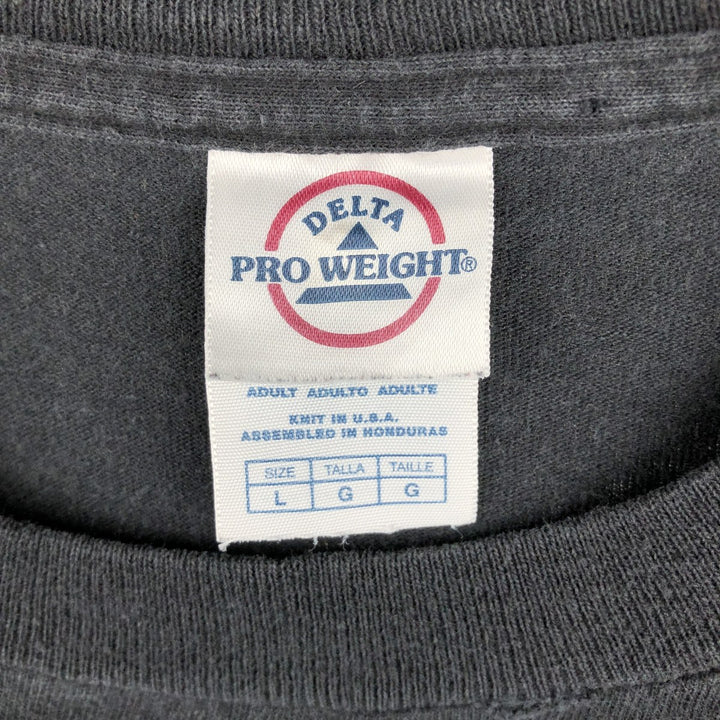 DELTA
PRO WEIGHT®
ADULT ADULTO ADULTE
KNIT IN U.S.A.
ASSEMBLED IN HONDURAS
SIZE TALLA TAILLE
L G G